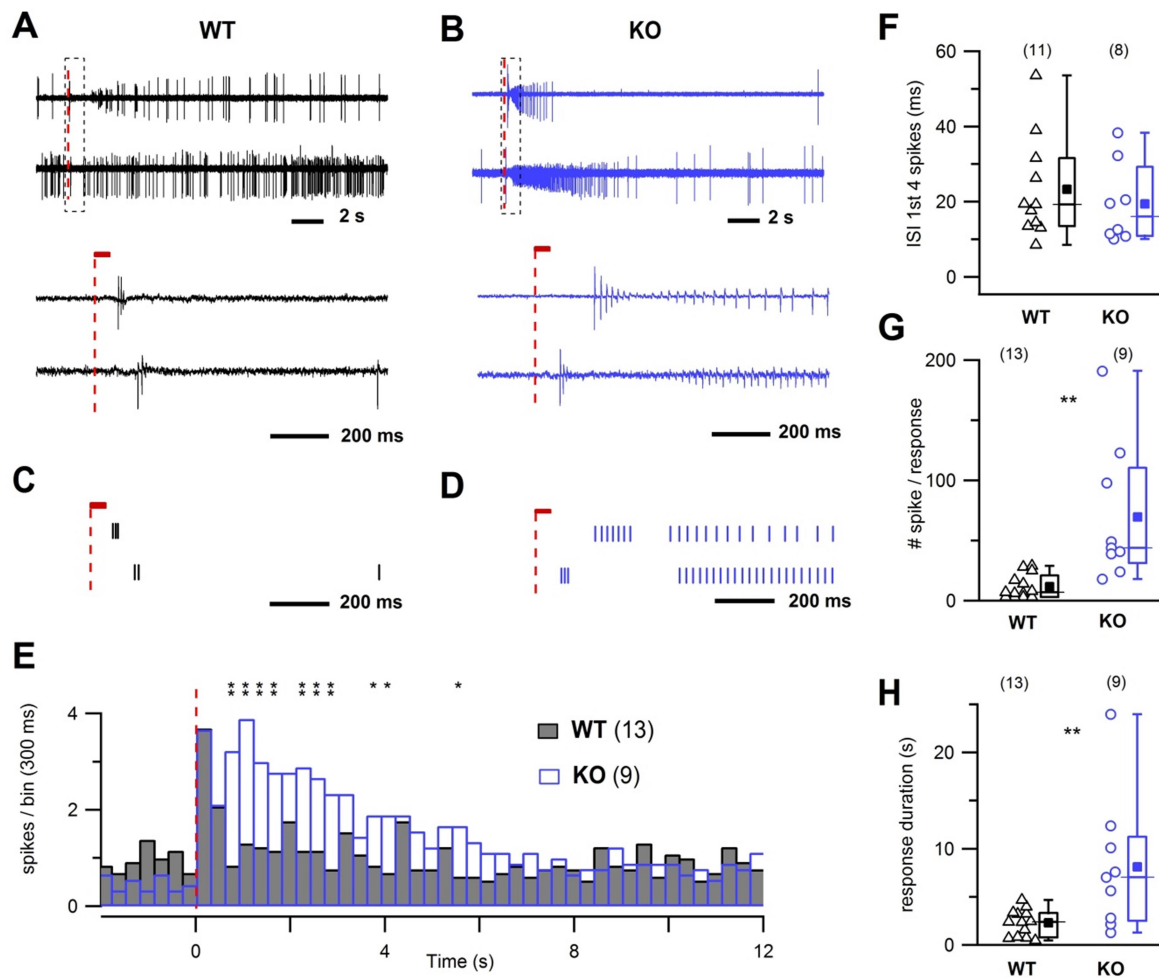 A
WT
B
KO
2 s
2 s
200 ms
200 ms
C
D
200 ms
200 ms
E
** ** ** ** ** ** ** * * *
4
2
0
spikes / bin (300 ms)
WT (13)
KO (9)
0 4 8 12
Time (s)
F
(11) (8)
60
40
20
0
ISI 1st 4 spikes (ms)
WT KO
G
(13) (9)
**
200
100
0
# spike / response
WT KO
H
(13) (9)
**
20
10
0
response duration (s)
WT KO